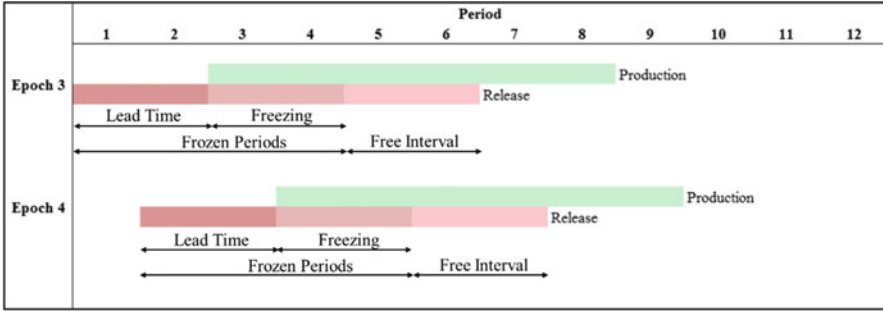 Period
1 2 3 4 5 6 7 8 9 10 11 12
Epoch 3
Production
Release
Lead Time Freezing
Frozen Periods Free Interval
Epoch 4
Production
Release
Lead Time Freezing
Frozen Periods Free Interval